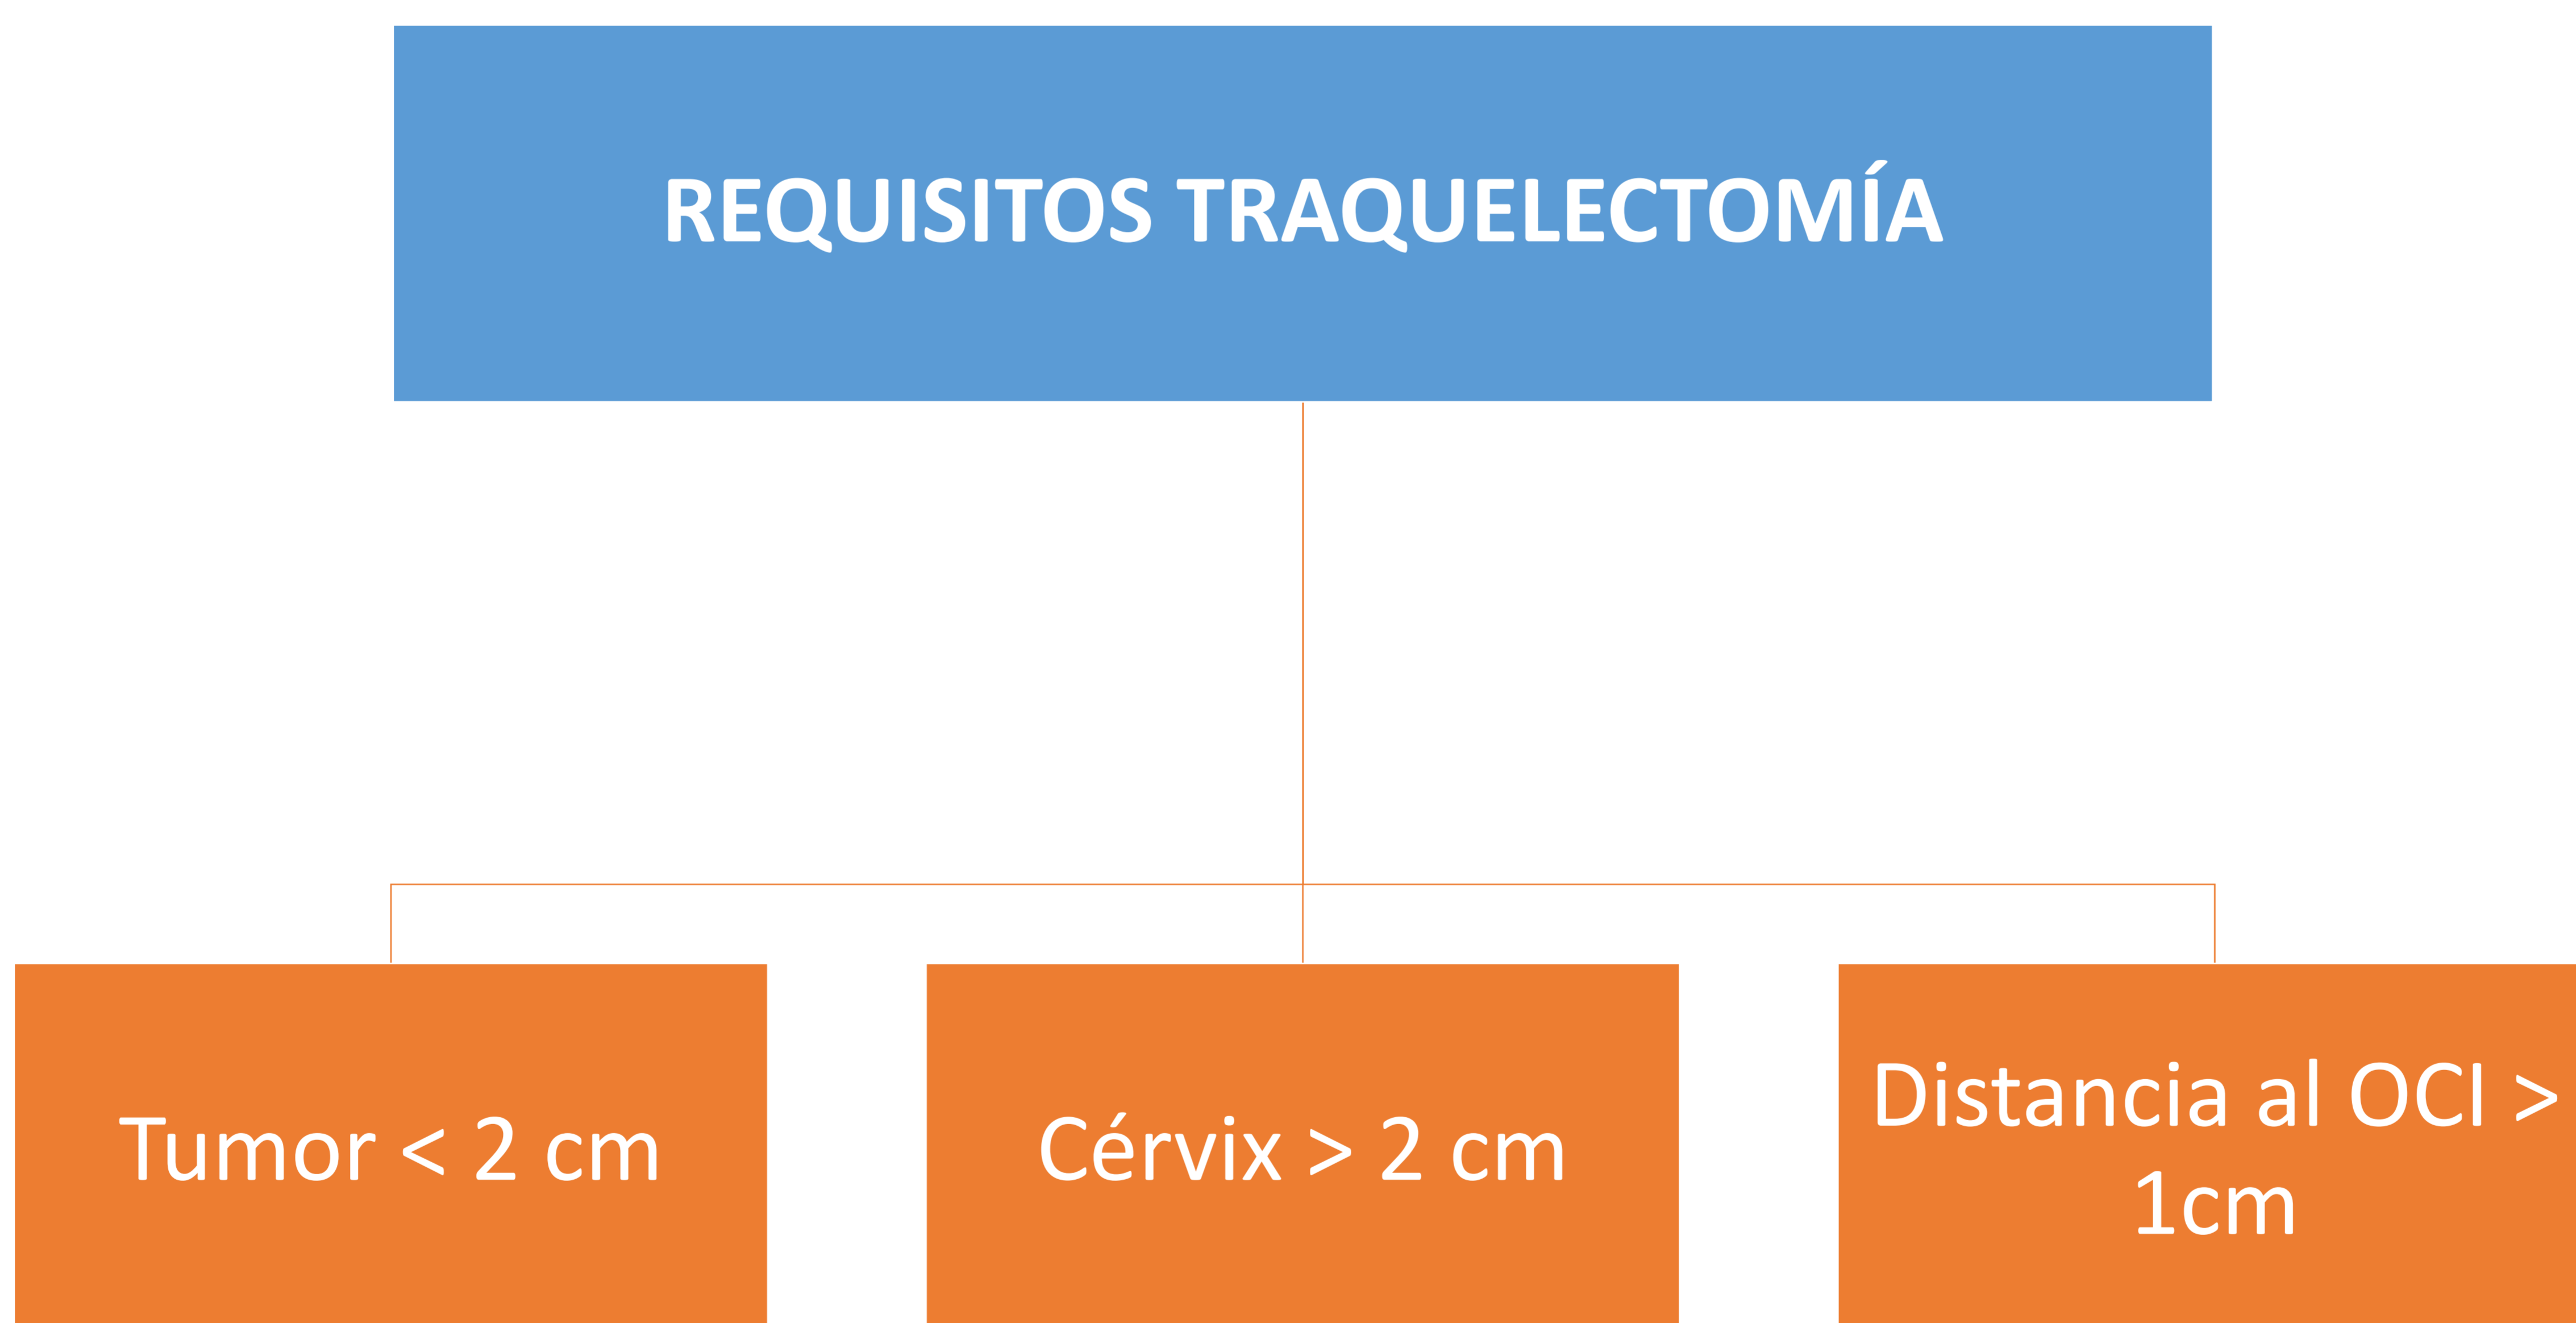 REQUISITOS TRAQUELECTOMÍA
Tumor < 2 cm
Cérvix > 2 cm
Distancia al OCI >
1cm